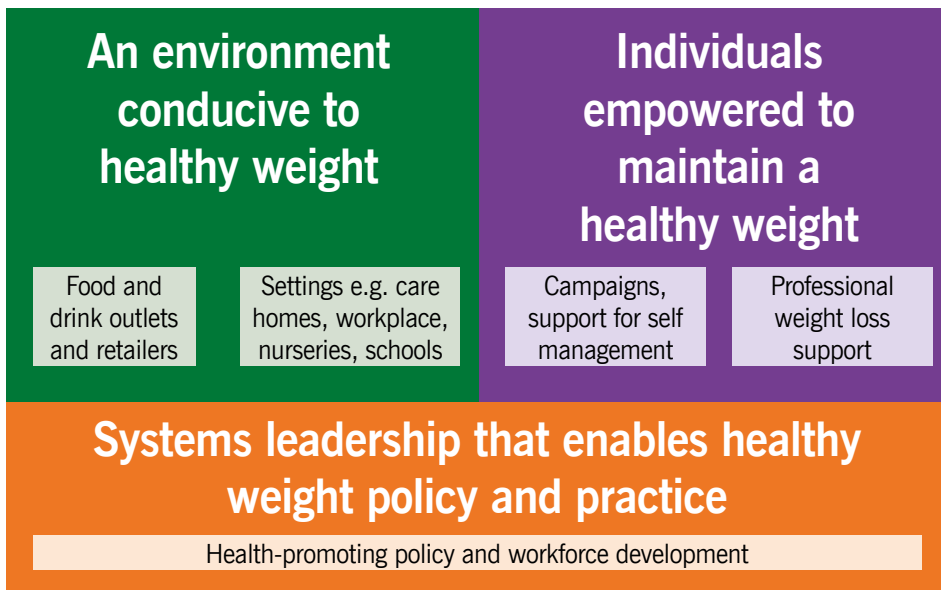 An environment
conducive to
healthy weight
Food and
drink outlets
and retailers
Settings e.g. care
homes, workplace,
nurseries, schools
Individuals
empowered to
maintain a
healthy weight
Campaigns,
support for self
management
Professional
weight loss
support
Systems leadership that enables healthy
weight policy and practice
Health-promoting policy and workforce development